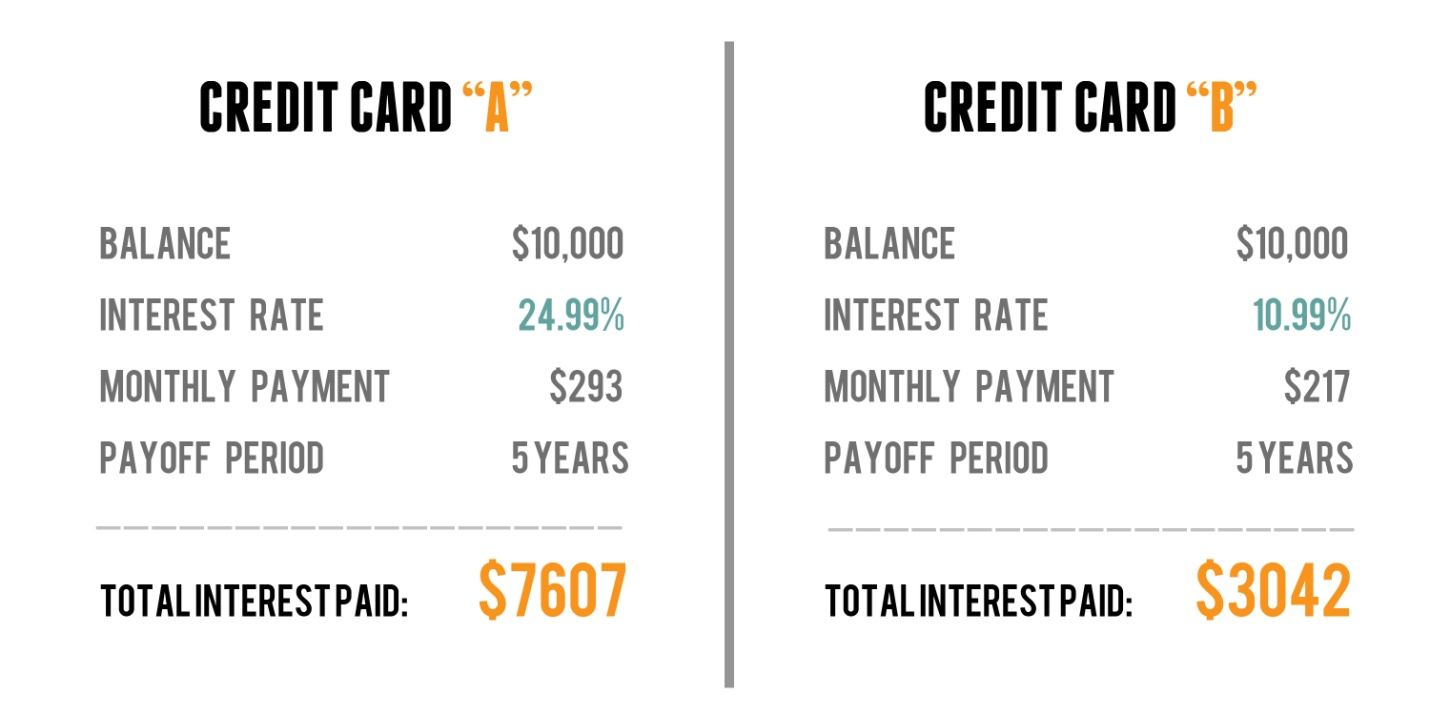 CREDIT CARD “A”
BALANCE $10,000
INTEREST RATE 24.99%
MONTHLY PAYMENT $293
PAYOFF PERIOD 5 YEARS
TOTAL INTEREST PAID: $7607
CREDIT CARD “B”
BALANCE $10,000
INTEREST RATE 10.99%
MONTHLY PAYMENT $217
PAYOFF PERIOD 5 YEARS
TOTAL INTEREST PAID: $3042